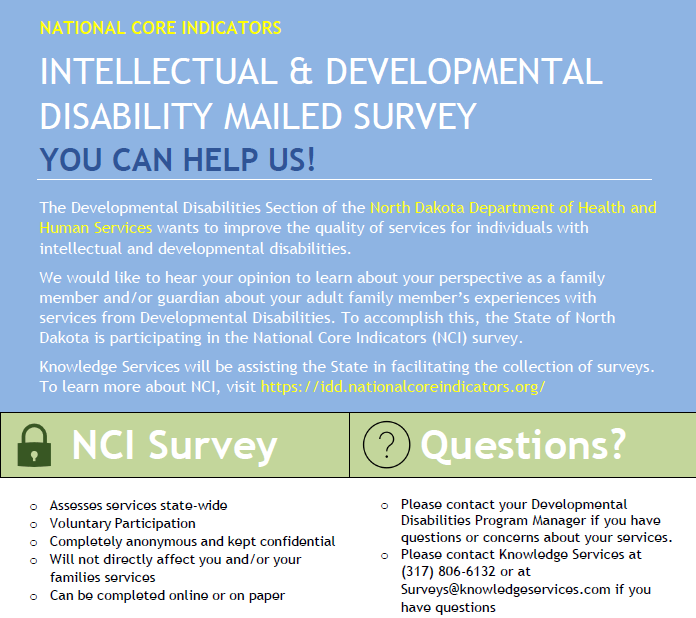 NATIONAL CORE INDICATORS
INTELLECTUAL & DEVELOPMENTAL
DISABILITY MAILED SURVEY
YOU CAN HELP US!
The Developmental Disabilities Section of the North Dakota Department of Health and
Human Services wants to improve the quality of services for individuals with
intellectual and developmental disabilities.
We would like to hear your opinion to learn about your perspective as a family
member and/or guardian about your adult family member's experiences with
services from Developmental Disabilities. To accomplish this, the State of North
Dakota is participating in the National Core Indicators (NCI) survey.
Knowledge Services will be assisting the State in facilitating the collection of surveys.
To learn more about NCI, visit https://idd.nationalcoreindicators.org/
NCI Survey
o Assesses services state-wide
o Voluntary Participation
o Completely anonymous and kept confidential
o Will not directly affect you and/or your
families services
o Can be completed online or on paper
? Questions?
o Please contact your Developmental
Disabilities Program Manager if you have
questions or concerns about your services.
o Please contact Knowledge Services at
(317) 806-6132 or at
Surveys@knowledgeservices.com if you
have questions